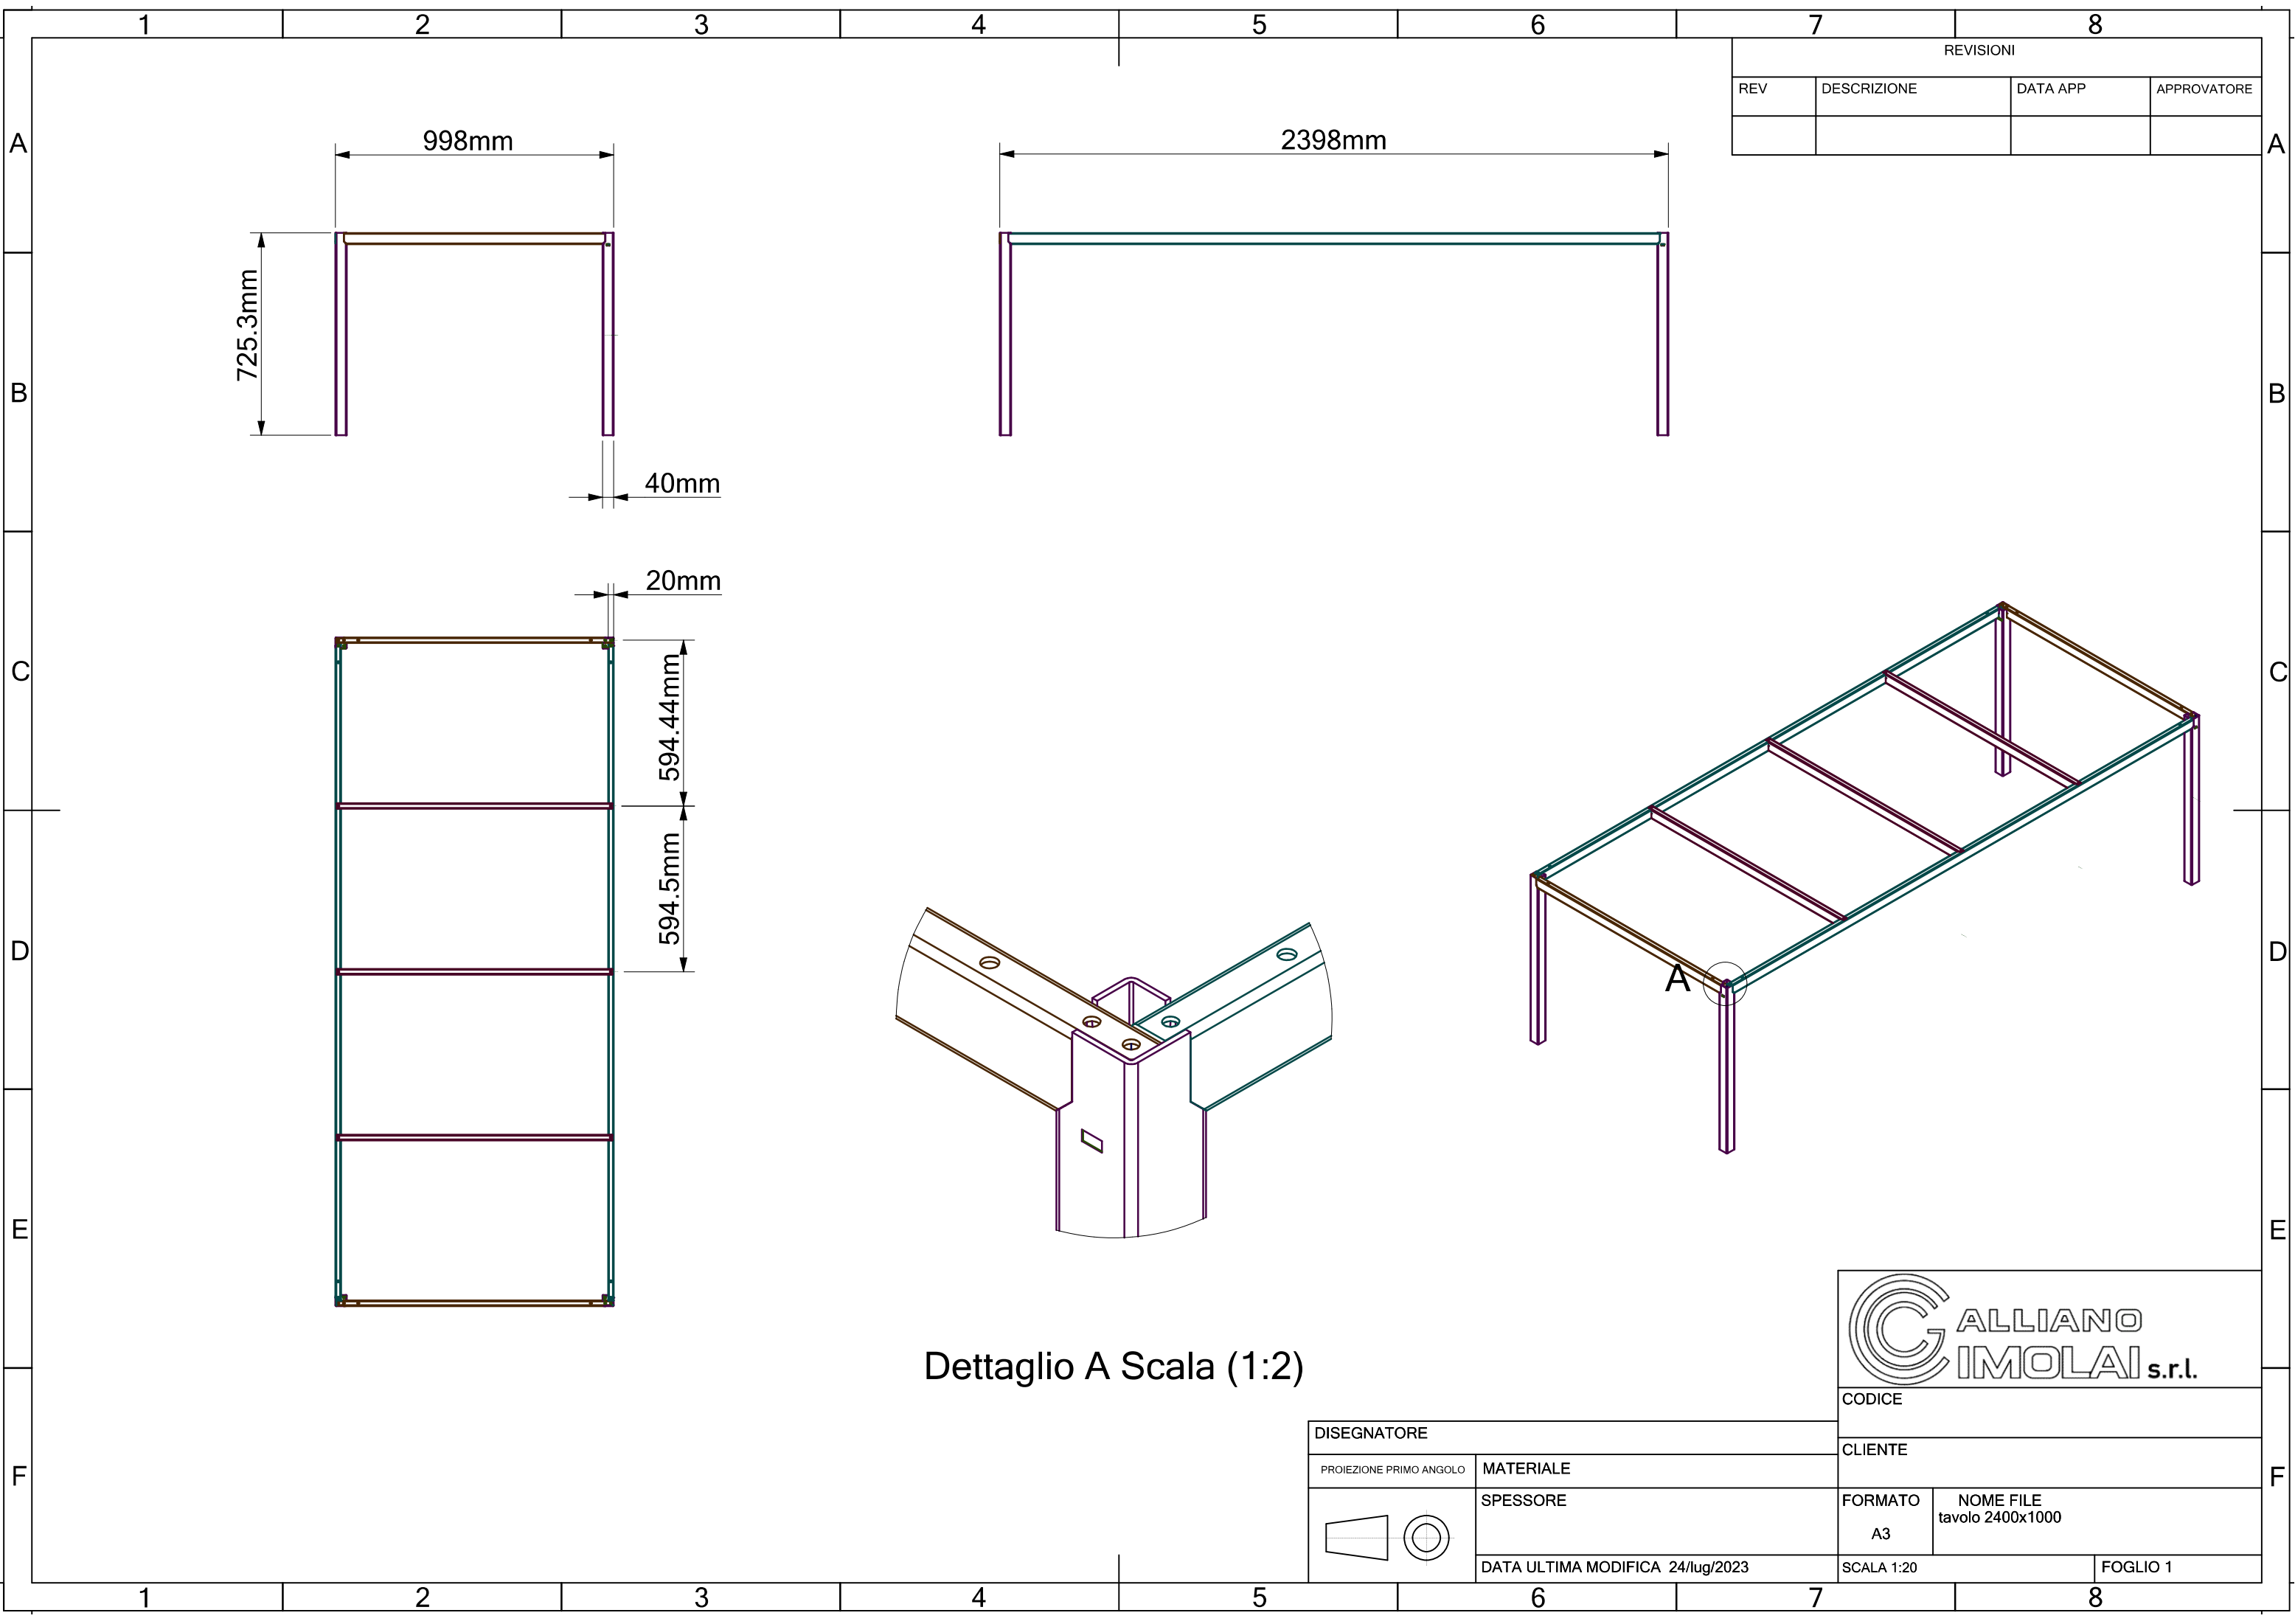 1 2 3 4 5 6 7 8
REVISIONI
REV DESCRIZIONE DATA APP APPROVATORE
A A
998mm 2398mm
725.3mm
B B
40mm
20mm
C C
594.44mm
594.5mm
D D
A
E E
Dettaglio A Scala (1:2)
GALLIANO
GIMOLAI s.r.l.
CODICE
DISEGNATORE
CLIENTE
PROIEZIONE PRIMO ANGOLO MATERIALE
F F
SPESSORE FORMATO NOME FILE
tavolo 2400x1000
A3
DATA ULTIMA MODIFICA 24/lug/2023 SCALA 1:20 FOGLIO 1
1 2 3 4 5 6 7 8